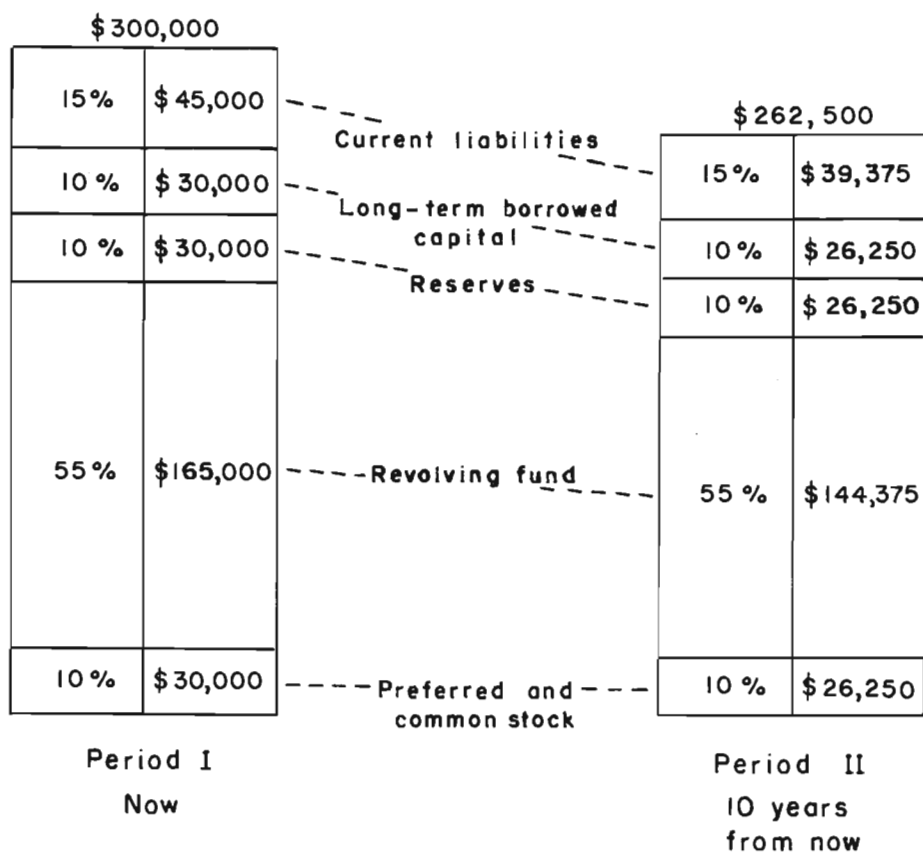 $300,000
15% $45,000
10% $30,000
10% $30,000
55% $165,000
10% $30,000
Current liabilities
Long-term borrowed
capital
Reserves
Revolving fund
Preferred and
common stock
$262,500
15% $39,375
10% $26,250
10% $26,250
55% $144,375
10% $26,250
Period I
Now
Period II
10 years
from now